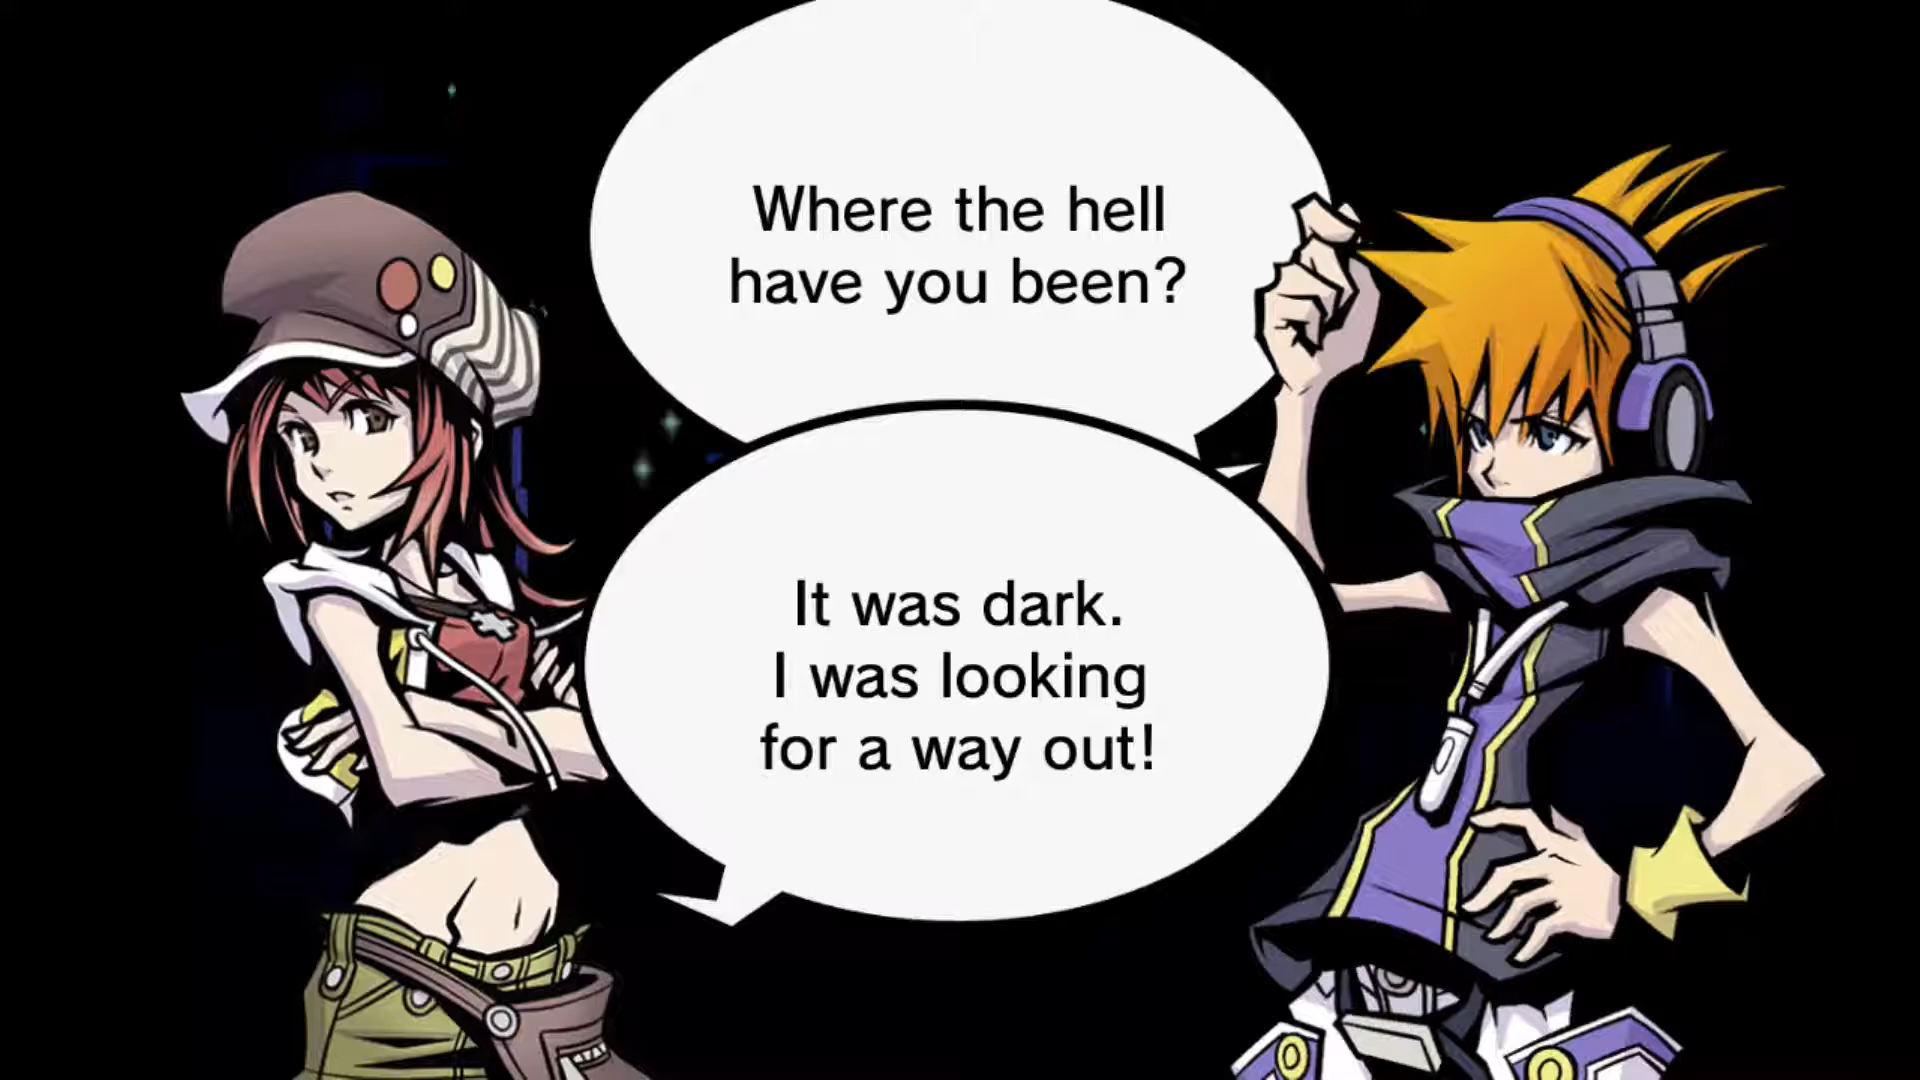 Where the hell
have you been?
It was dark.
I was looking
for a way out!